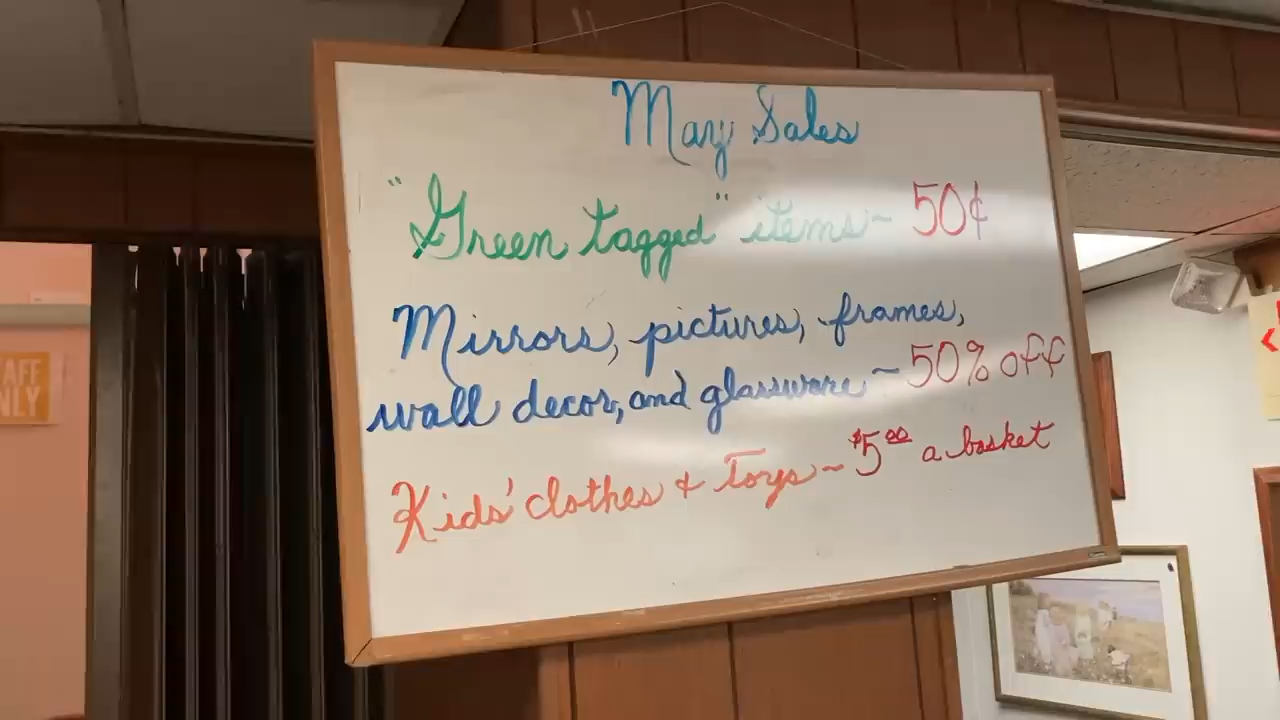 May Sales
"Green tagged" items ~ 50¢
Mirrors, pictures, frames,
wall decor, and glassware ~ 50% off
Kids' clothes & Toys ~ $5.00 a basket